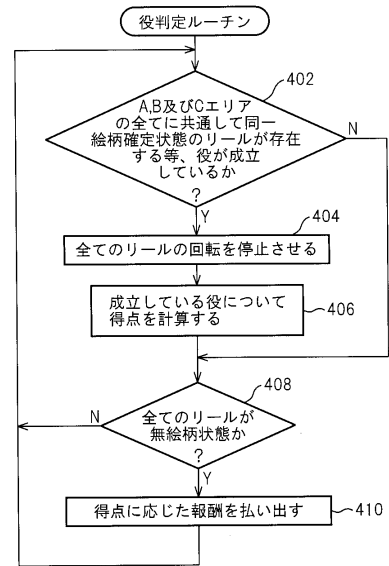 役判定ルーチン
402
A,B及びCエリア
の全てに共通して同一
絵柄確定状態のリールが存在
する等、役が成立
しているか
?
N
Y
404
全てのリールの回転を停止させる
成立している役について
得点を計算する
406
408
全てのリールが
無絵柄状態か
?
N
Y
得点に応じた報酬を払い出す
410